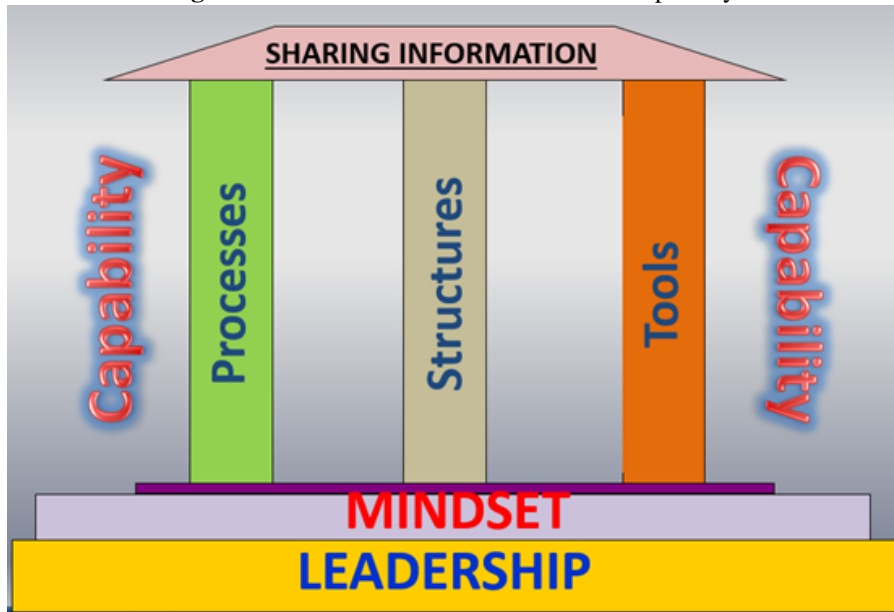 SHARING INFORMATION
Capability
Processes
Structures
Tools
Capability
MINDSET
LEADERSHIP